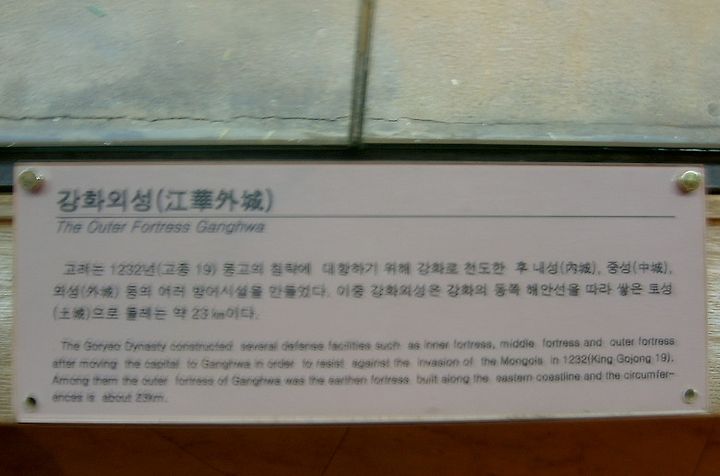 강화외성(江華外城)
The Outer Fortress Ganghwa
고려는 1232년(고종 19) 몽고의 침략에 대항하기 위해 강화로 천도한 후 내성(內城), 중성(中城),
외성(外城) 등의 여러 방어시설을 만들었다. 이중 강화외성은 강화의 동쪽 해안선을 따라 쌓은 토성
(土城)으로 둘레는 약 23㎞이다.
The Goryeo Dynasty constructed several defense facilities such as inner fortress, middle fortress and outer fortress
after moving the capital to Ganghwa in order to resist against the invasion of the Mongols in 1232(King Gojong 19).
Among them the outer fortress of Ganghwa was the earthen fortress built along the eastern coastline and the circumfer-
ences is about 23km.